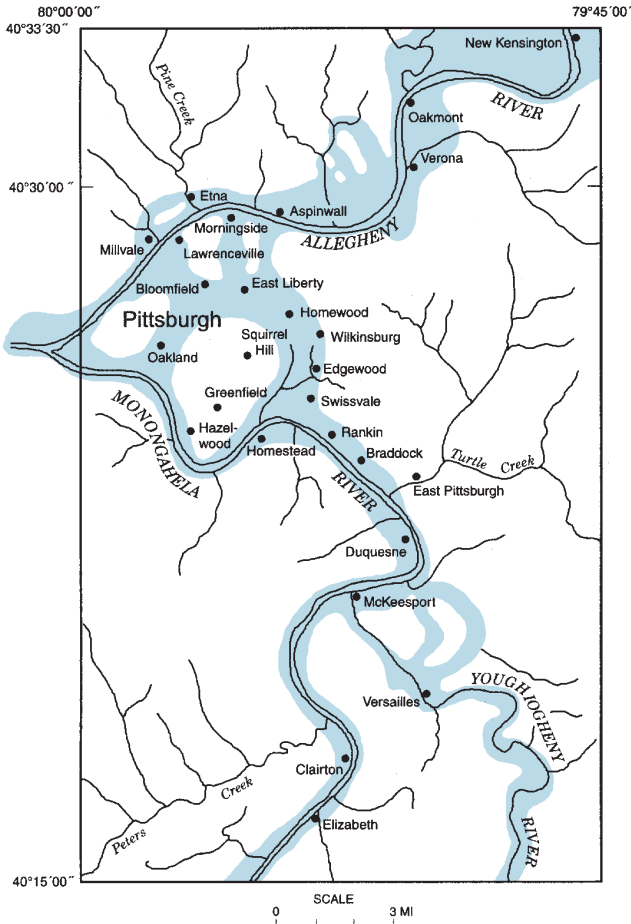 80°00'00"
79°45'00"
40°33'30"
New Kensington
Pine Creek
RIVER
Oakmont
Verona
40°30'00"
Etna
Aspinwall
Morningside
ALLEGHENY
Millvale
Lawrenceville
Bloomfield
East Liberty
Pittsburgh
Homewood
Squirrel
Hill
Wilkinsburg
Oakland
Edgewood
Greenfield
Swissvale
MONONGAHELA
Hazel-
wood
Rankin
Homestead
Braddock
Turtle Creek
RIVER
East Pittsburgh
Duquesne
McKeesport
YOUGHIOGHENY
Versailles
Clairton
Peters Creek
Elizabeth
RIVER
40°15'00"
SCALE
0 3 MI